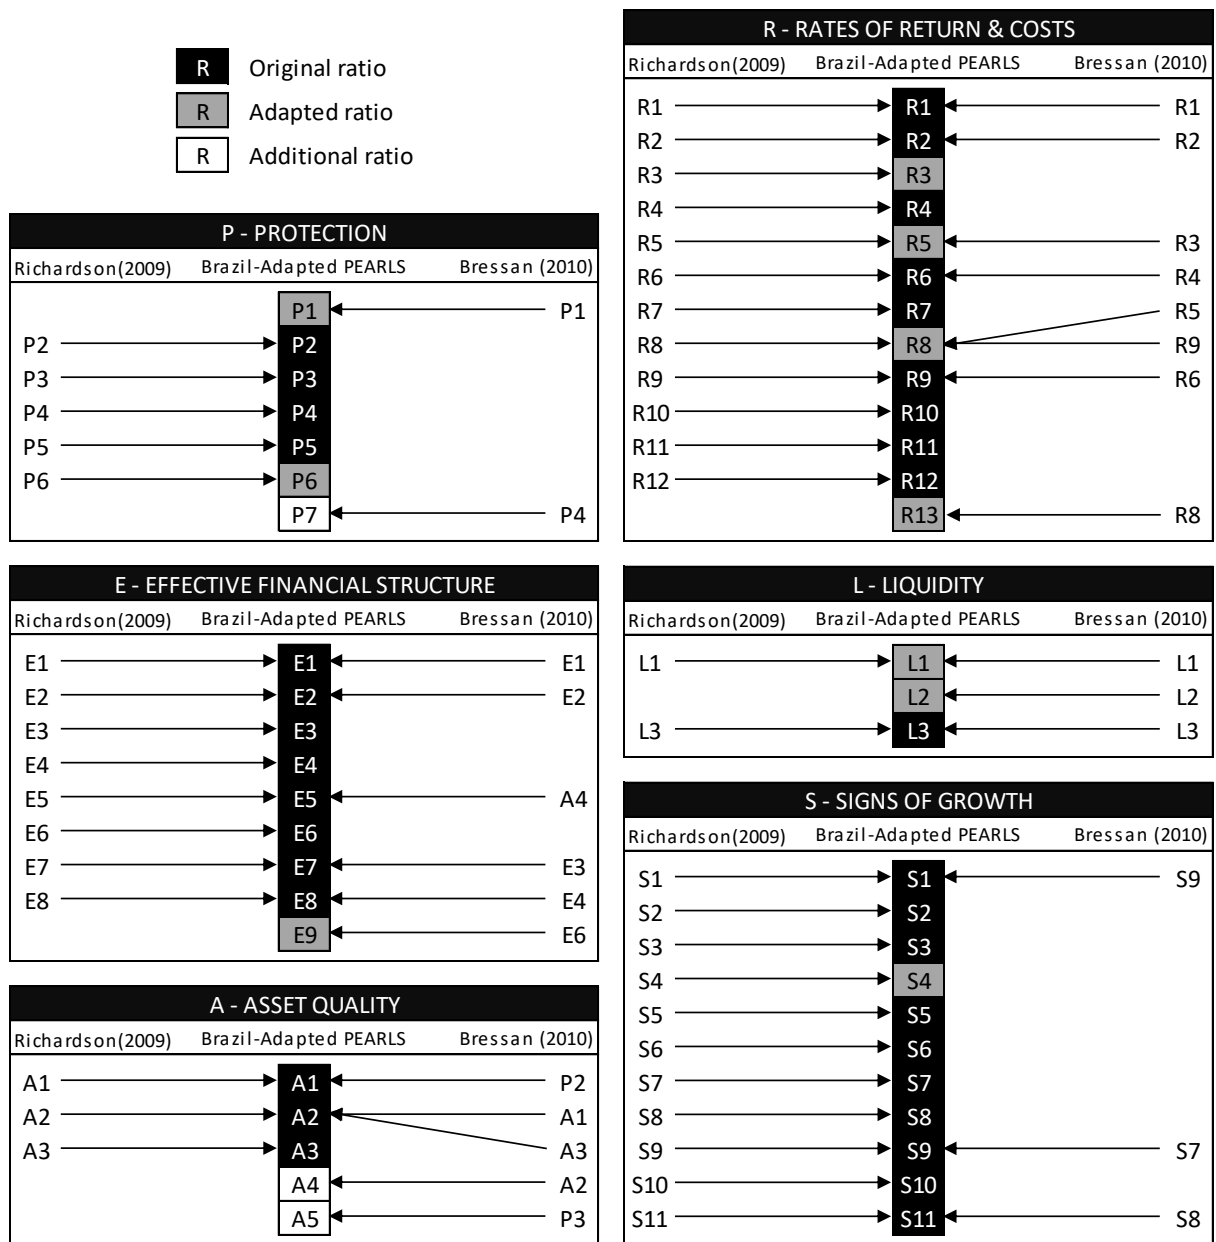 R Original ratio
R Adapted ratio
R Additional ratio
P - PROTECTION
Richardson(2009) Brazil-Adapted PEARLS Bressan (2010)
P1 P1
P2 P2
P3 P3
P4 P4
P5 P5
P6 P6
P7 P4
E - EFFECTIVE FINANCIAL STRUCTURE
Richardson(2009) Brazil-Adapted PEARLS Bressan (2010)
E1 E1 E1
E2 E2 E2
E3 E3
E4 E4
E5 E5 A4
E6 E6
E7 E7 E3
E8 E8 E4
E9 E6
A - ASSET QUALITY
Richardson(2009) Brazil-Adapted PEARLS Bressan (2010)
A1 A1 P2
A2 A2 A1
A3 A3 A3
A4 A2
A5 P3
R - RATES OF RETURN & COSTS
Richardson(2009) Brazil-Adapted PEARLS Bressan (2010)
R1 R1 R1
R2 R2 R2
R3 R3
R4 R4
R5 R5 R3
R6 R6 R4
R7 R7 R5
R8 R8 R9
R9 R9 R6
R10 R10
R11 R11
R12 R12
R13 R8
L - LIQUIDITY
Richardson(2009) Brazil-Adapted PEARLS Bressan (2010)
L1 L1 L1
L2 L2
L3 L3 L3
S - SIGNS OF GROWTH
Richardson(2009) Brazil-Adapted PEARLS Bressan (2010)
S1 S1 S9
S2 S2
S3 S3
S4 S4
S5 S5
S6 S6
S7 S7
S8 S8
S9 S9 S7
S10 S10
S11 S11 S8